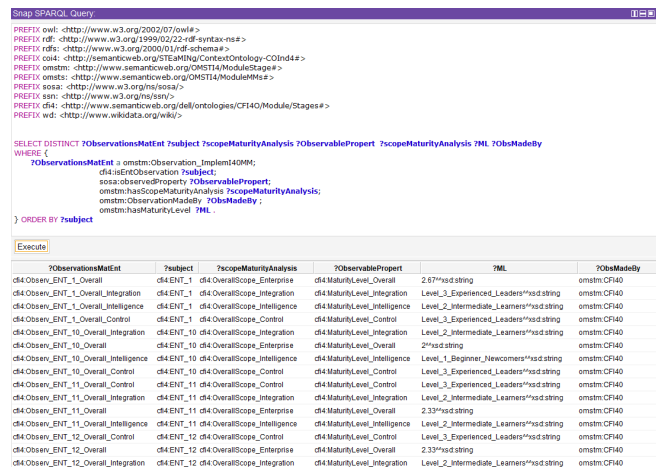 Snap SPARQL Query:
PREFIX owl: <http://www.w3.org/2002/07/owl#>
PREFIX rdf: <http://www.w3.org/1999/02/22-rdf-syntax-ns#>
PREFIX rdfs: <http://www.w3.org/2000/01/rdf-schema#>
PREFIX coi4: <http://semanticweb.org/STEaMINg/ContextOntology-COInd4#>
PREFIX omstm: <http://www.semanticweb.org/OMSTI4/ModuleStage#>
PREFIX omsts: <http://www.semanticweb.org/OMSTI4/ModuleMMs#>
PREFIX sosa: <http://www.w3.org/ns/sosa/>
PREFIX ssn: <http://www.w3.org/ns/ssn/>
PREFIX cfi4: <http://www.semanticweb.org/dell/ontologies/CFI4O/Module/Stages#>
PREFIX wd: <http://www.wikidata.org/wiki/>
SELECT DISTINCT ?ObservationsMatEnt ?subject ?scopeMaturityAnalysis ?ObservablePropert ?scopeMaturityAnalysis ?ML ?ObsMadeBy
WHERE {
?ObservationsMatEnt a omstm:Observation_ImplemI40MM;
cfi4:isEntObservation ?subject;
sosa:observedProperty ?ObservablePropert;
omstm:hasScopeMaturityAnalysis ?scopeMaturityAnalysis;
omstm:ObservationMadeBy ?ObsMadeBy ;
omstm:hasMaturityLevel ?ML .
} ORDER BY ?subject
Execute
?ObservationsMatEnt ?subject ?scopeMaturityAnalysis ?ObservablePropert ?ML ?ObsMadeBy
cfi4:Observ_ENT_1_Overall cfi4:ENT_1 cfi4:OverallScope_Enterprise cfi4:MaturityLevel_Overall 2.67^^xsd:string omstm:CFI40
cfi4:Observ_ENT_1_Overall_Integration cfi4:ENT_1 cfi4:OverallScope_Integration cfi4:MaturityLevel_Integration Level_3_Experienced_Leaders^^xsd:string omstm:CFI40
cfi4:Observ_ENT_1_Overall_Intelligence cfi4:ENT_1 cfi4:OverallScope_Intelligence cfi4:MaturityLevel_Intelligence Level_2_Intermediate_Learners^^xsd:string omstm:CFI40
cfi4:Observ_ENT_1_Overall_Control cfi4:ENT_1 cfi4:OverallScope_Control cfi4:MaturityLevel_Control Level_3_Experienced_Leaders^^xsd:string omstm:CFI40
cfi4:Observ_ENT_10_Overall_Integration cfi4:ENT_10 cfi4:OverallScope_Integration cfi4:MaturityLevel_Integration Level_2_Intermediate_Learners^^xsd:string omstm:CFI40
cfi4:Observ_ENT_10_Overall cfi4:ENT_10 cfi4:OverallScope_Enterprise cfi4:MaturityLevel_Overall 2^^xsd:string omstm:CFI40
cfi4:Observ_ENT_10_Overall_Intelligence cfi4:ENT_10 cfi4:OverallScope_Intelligence cfi4:MaturityLevel_Intelligence Level_1_Beginner_Newcomers^^xsd:string omstm:CFI40
cfi4:Observ_ENT_10_Overall_Control cfi4:ENT_10 cfi4:OverallScope_Control cfi4:MaturityLevel_Control Level_3_Experienced_Leaders^^xsd:string omstm:CFI40
cfi4:Observ_ENT_11_Overall_Control cfi4:ENT_11 cfi4:OverallScope_Control cfi4:MaturityLevel_Control Level_3_Experienced_Leaders^^xsd:string omstm:CFI40
cfi4:Observ_ENT_11_Overall_Integration cfi4:ENT_11 cfi4:OverallScope_Integration cfi4:MaturityLevel_Integration Level_2_Intermediate_Learners^^xsd:string omstm:CFI40
cfi4:Observ_ENT_11_Overall cfi4:ENT_11 cfi4:OverallScope_Enterprise cfi4:MaturityLevel_Overall 2.33^^xsd:string omstm:CFI40
cfi4:Observ_ENT_11_Overall_Intelligence cfi4:ENT_11 cfi4:OverallScope_Intelligence cfi4:MaturityLevel_Intelligence Level_2_Intermediate_Learners^^xsd:string omstm:CFI40
cfi4:Observ_ENT_12_Overall_Control cfi4:ENT_12 cfi4:OverallScope_Control cfi4:MaturityLevel_Control Level_3_Experienced_Leaders^^xsd:string omstm:CFI40
cfi4:Observ_ENT_12_Overall cfi4:ENT_12 cfi4:OverallScope_Enterprise cfi4:MaturityLevel_Overall 2.33^^xsd:string omstm:CFI40
cfi4:Observ_ENT_12_Overall_Integration cfi4:ENT_12 cfi4:OverallScope_Integration cfi4:MaturityLevel_Integration Level_2_Intermediate_Learners^^xsd:string omstm:CFI40